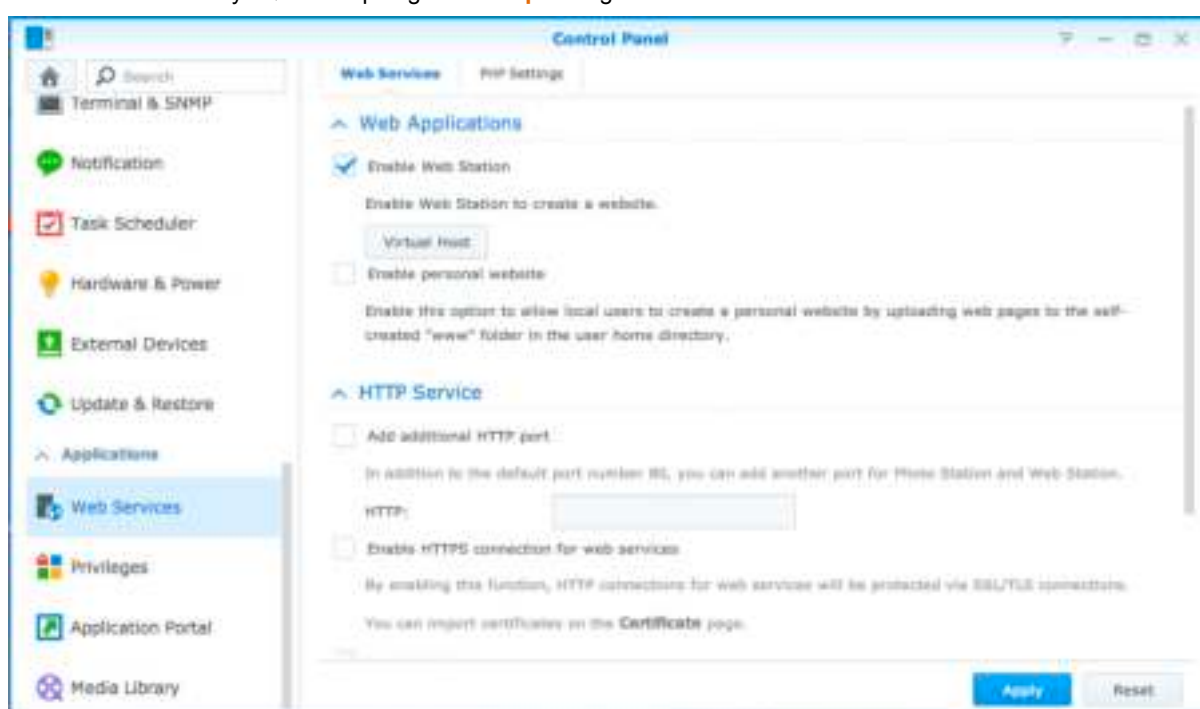 Control Panel
Search
Terminal & SNMP
Notification
Task Scheduler
Hardware & Power
External Devices
Update & Restore
Applications
Web Services
Privileges
Application Portal
Media Library
Web Services
PHP Settings
Web Applications
Enable Web Station
Enable Web Station to create a website.
Virtual Host
Enable personal website
Enable this option to allow local users to create a personal website by uploading web pages to the self-
created "www" folder in the user home directory.
HTTP Service
Add additional HTTP port
In addition to the default port number 80, you can add another port for Photo Station and Web Station.
HTTP:
Enable HTTPS connection for web services
By enabling this function, HTTP connections for web services will be protected via SSL/TLS connections.
You can import certificates on the Certificate page.
Apply
Reset